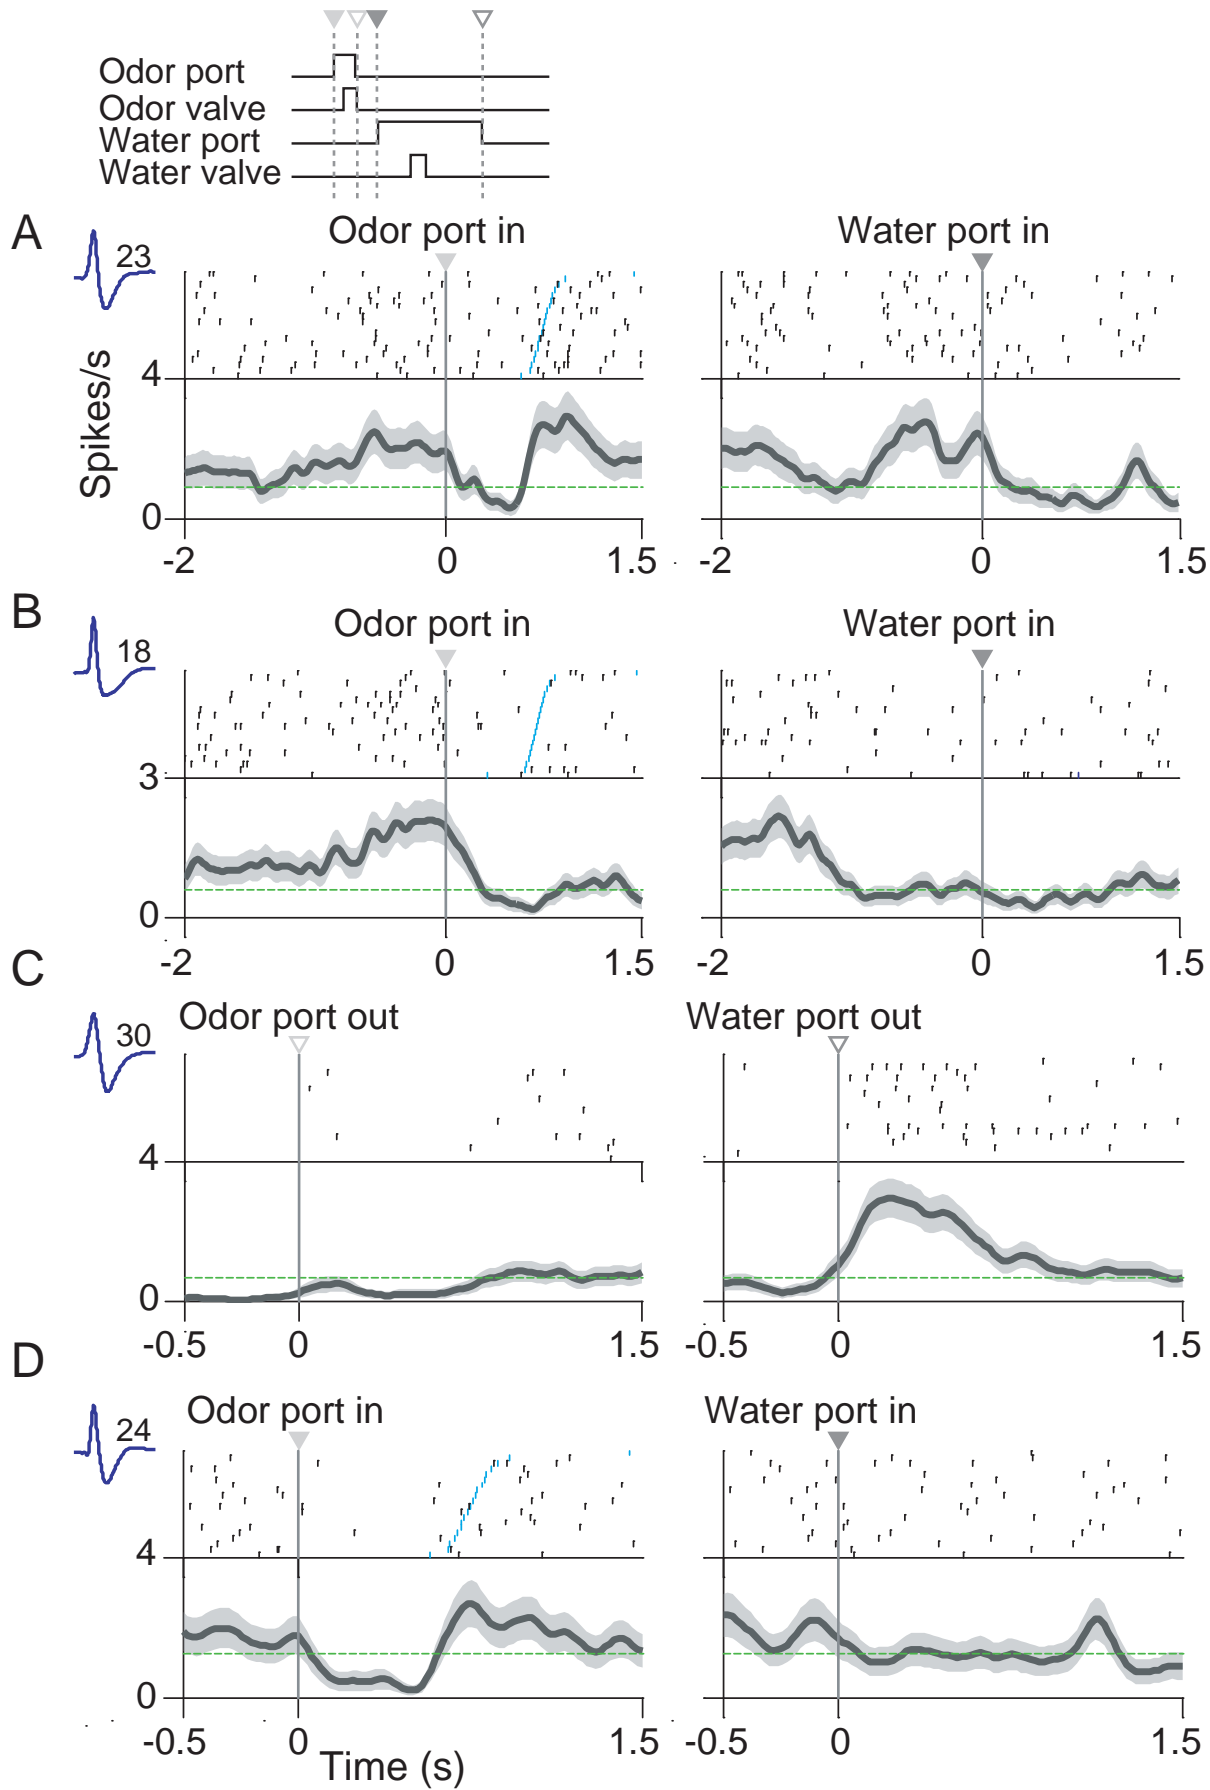 Odor port
Odor valve
Water port
Water valve
A
23
Odor port in
Water port in
Spikes/s
4
0
-2 0 1.5
-2 0 1.5
B
18
Odor port in
Water port in
3
0
-2 0 1.5
-2 0 1.5
C
30
Odor port out
Water port out
4
0
-0.5 0 1.5
-0.5 0 1.5
D
24
Odor port in
Water port in
4
0
-0.5 0 1.5
-0.5 0 1.5
Time (s)